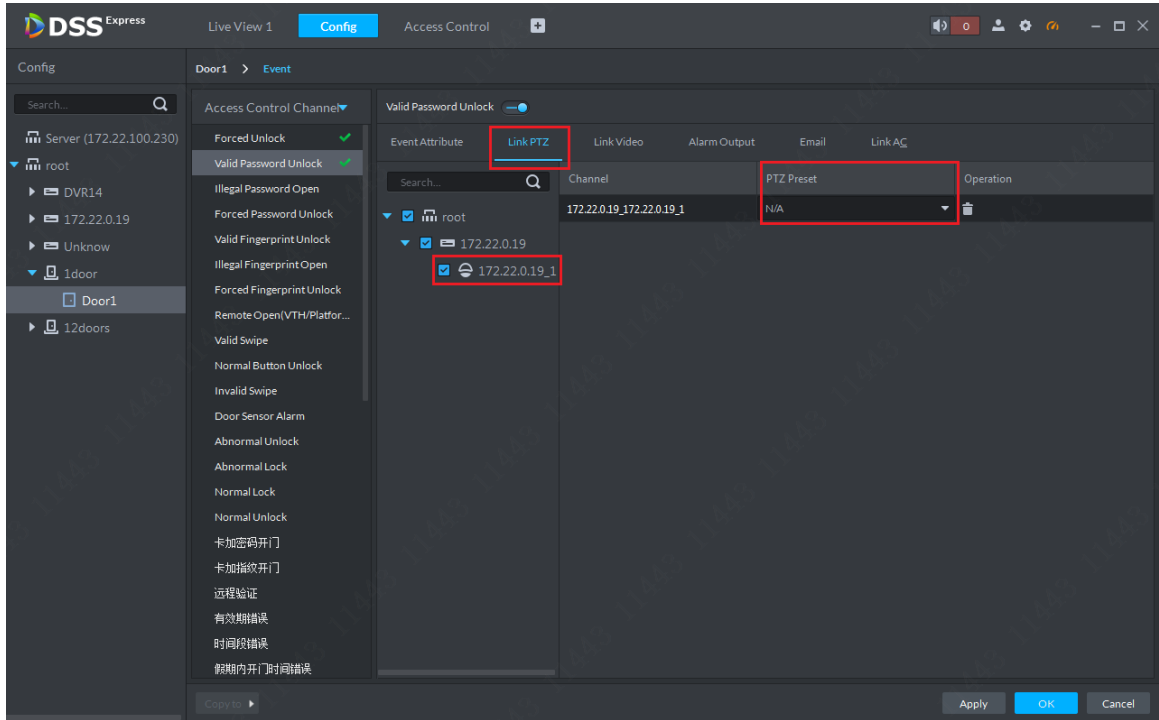 DSS Express
Live View 1
Config
Access Control
0
Config
Door1 > Event
Search...
Server (172.22.100.230)
root
DVR14
172.22.0.19
Unknow
1door
Door1
12doors
Access Control Channel
Forced Unlock
Valid Password Unlock
Illegal Password Open
Forced Password Unlock
Valid Fingerprint Unlock
Illegal Fingerprint Open
Forced Fingerprint Unlock
Remote Open(VTH/Platfor...
Valid Swipe
Normal Button Unlock
Invalid Swipe
Door Sensor Alarm
Abnormal Unlock
Abnormal Lock
Normal Lock
Normal Unlock
卡加密码开门
卡加指纹开门
远程验证
有效期错误
时间段错误
假期内开门时间错误
Valid Password Unlock
Event Attribute
Link PTZ
Link Video
Alarm Output
Email
Link AC
Search...
root
172.22.0.19
172.22.0.19_1
Channel
PTZ Preset
Operation
172.22.0.19_172.22.0.19_1
N/A
Copy to
Apply
OK
Cancel
11443 11443